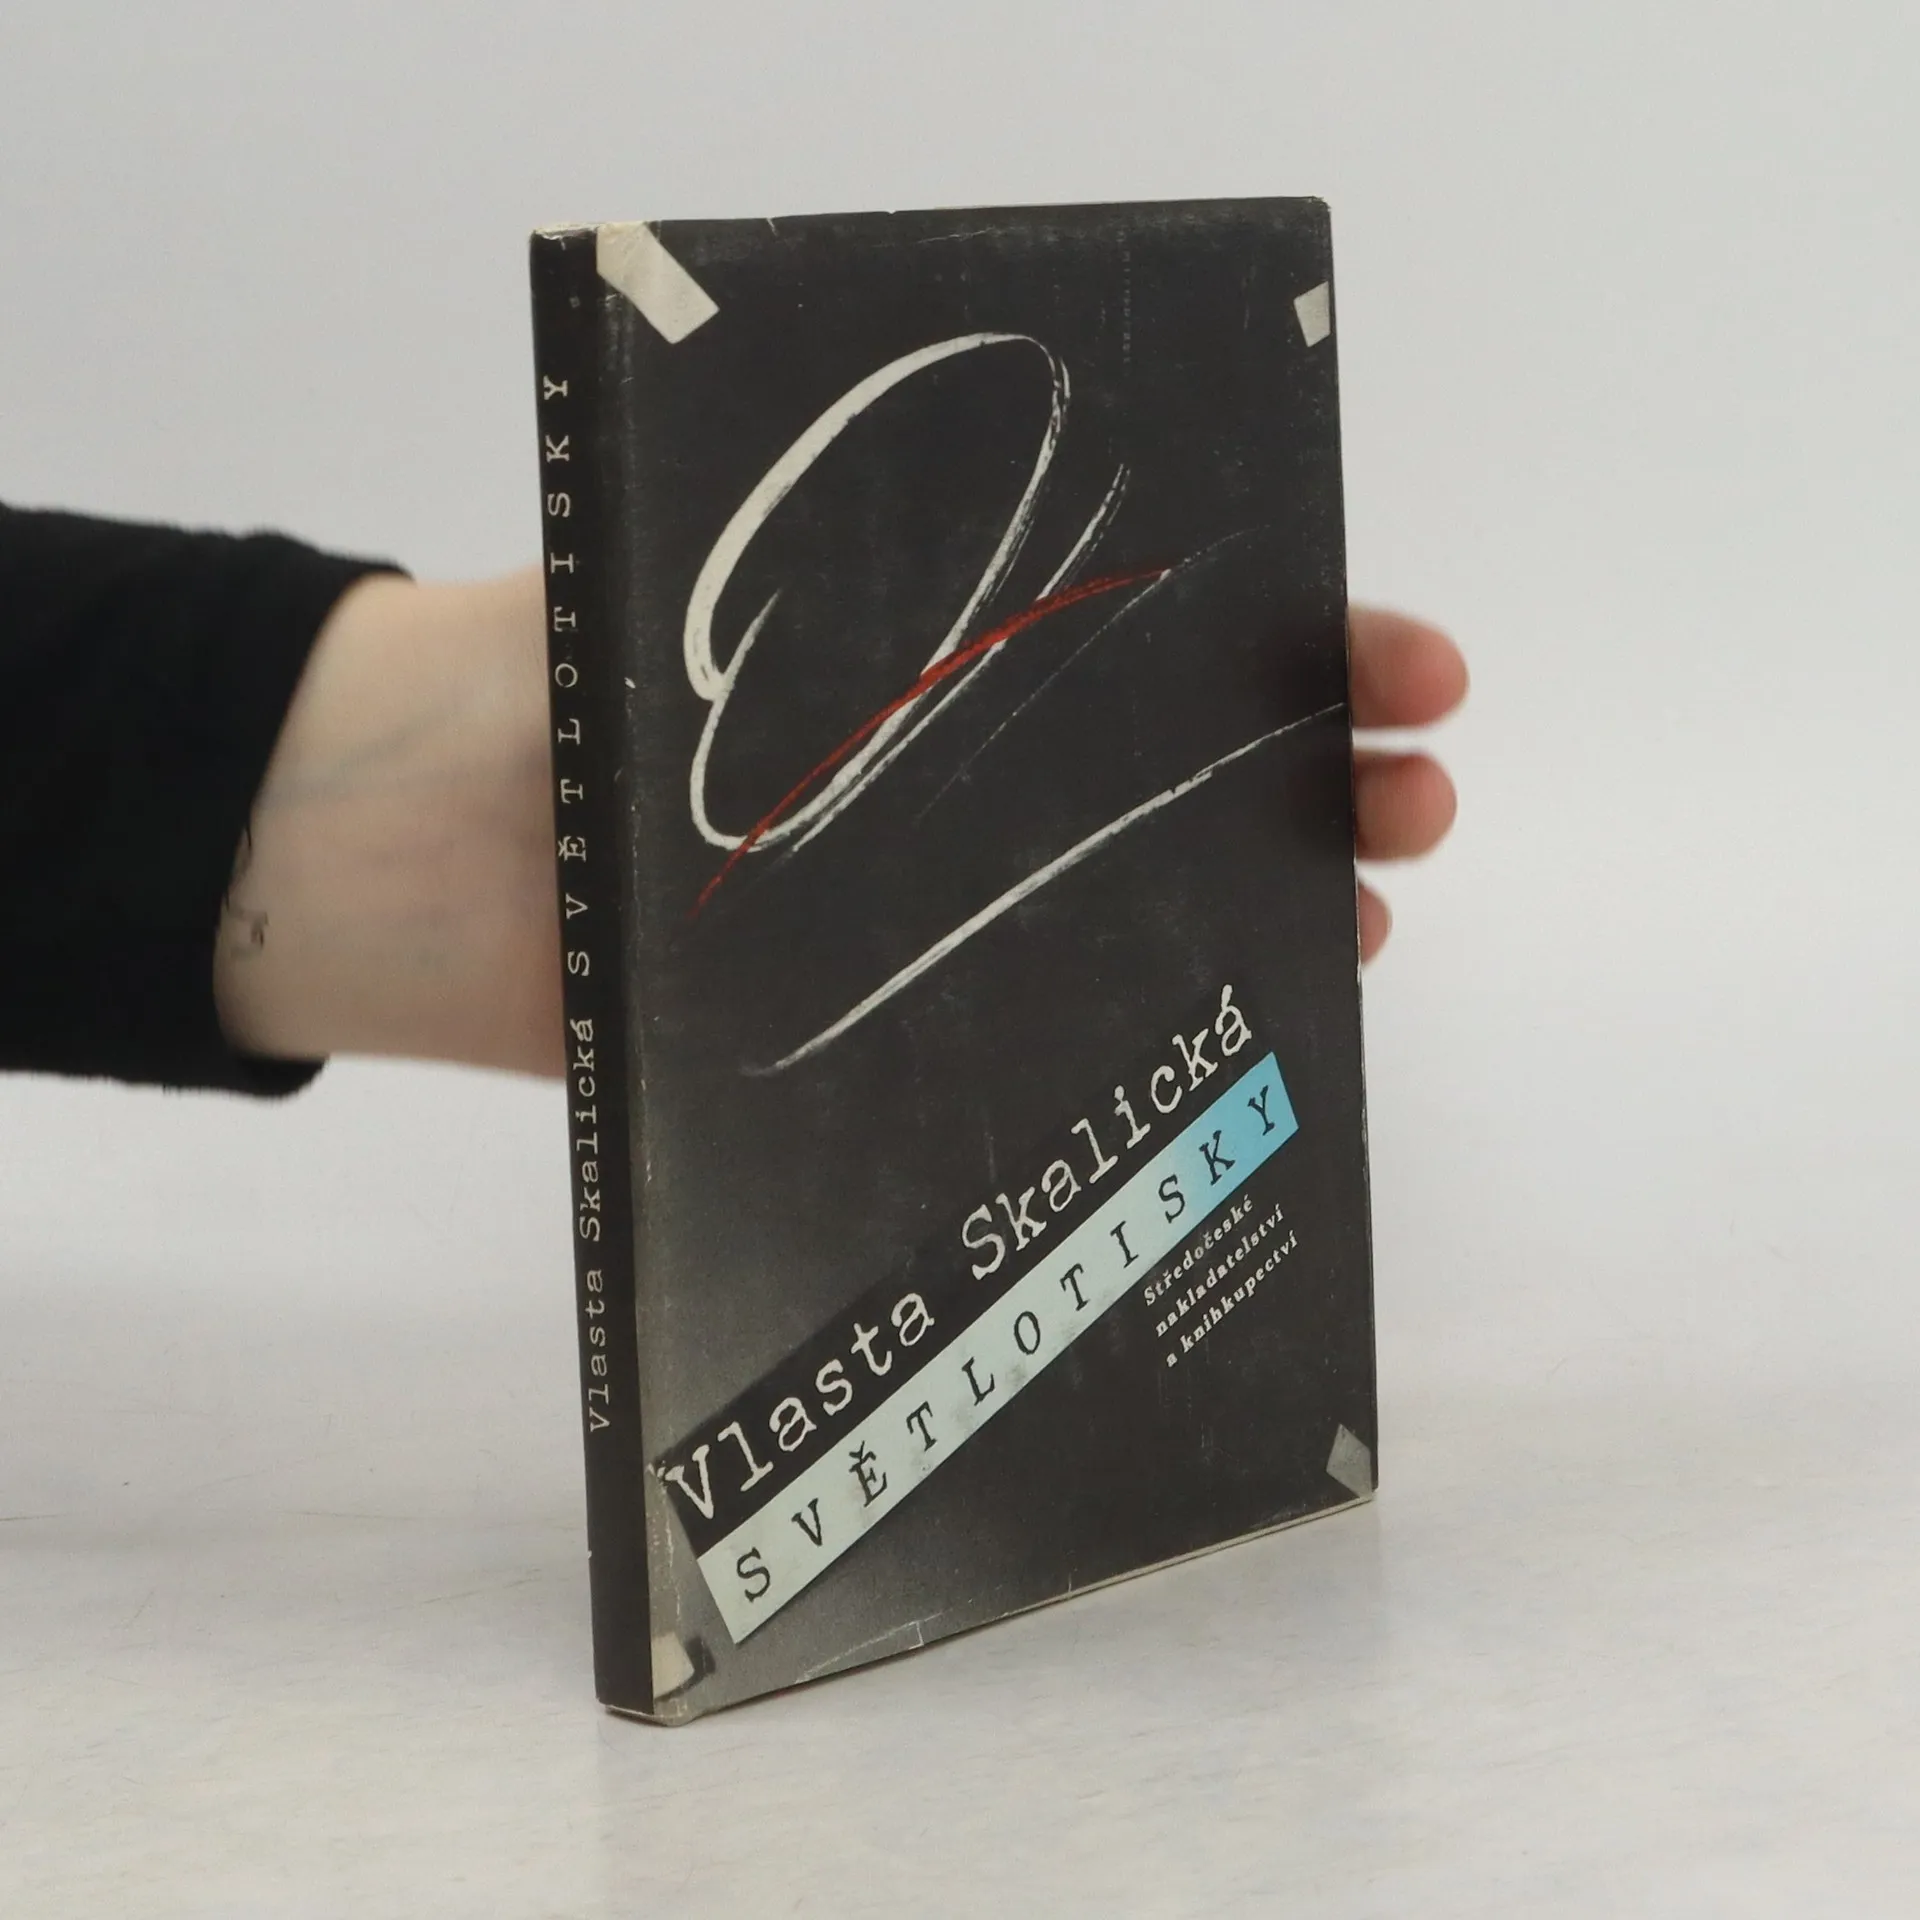 Vlasta Skalická SVĚTLOTISKY
Vlasta Skalická
SVĚTLOTISKY
Středočeské
nakladatelství
a knihkupectví